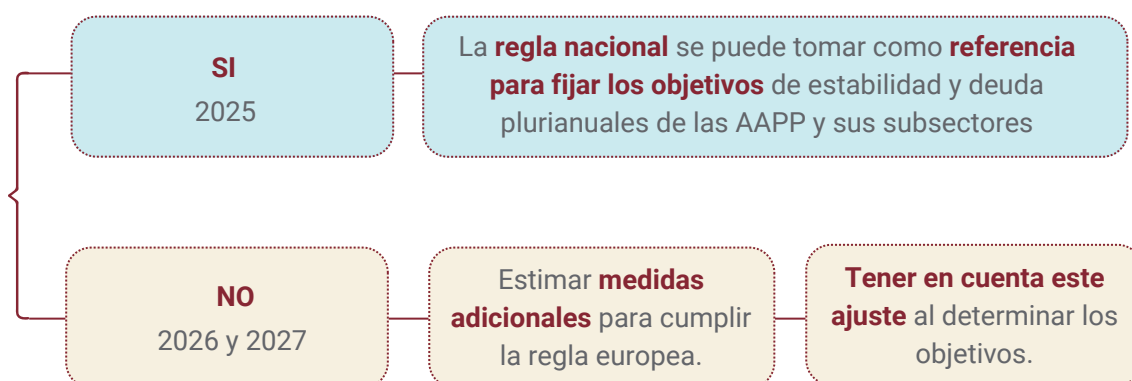 SI
2025
La regla nacional se puede tomar como referencia
para fijar los objetivos de estabilidad y deuda
plurianuales de las AAPP y sus subsectores
NO
2026 y 2027
Estimar medidas
adicionales para cumplir
la regla europea.
Tener en cuenta este
ajuste al determinar los
objetivos.